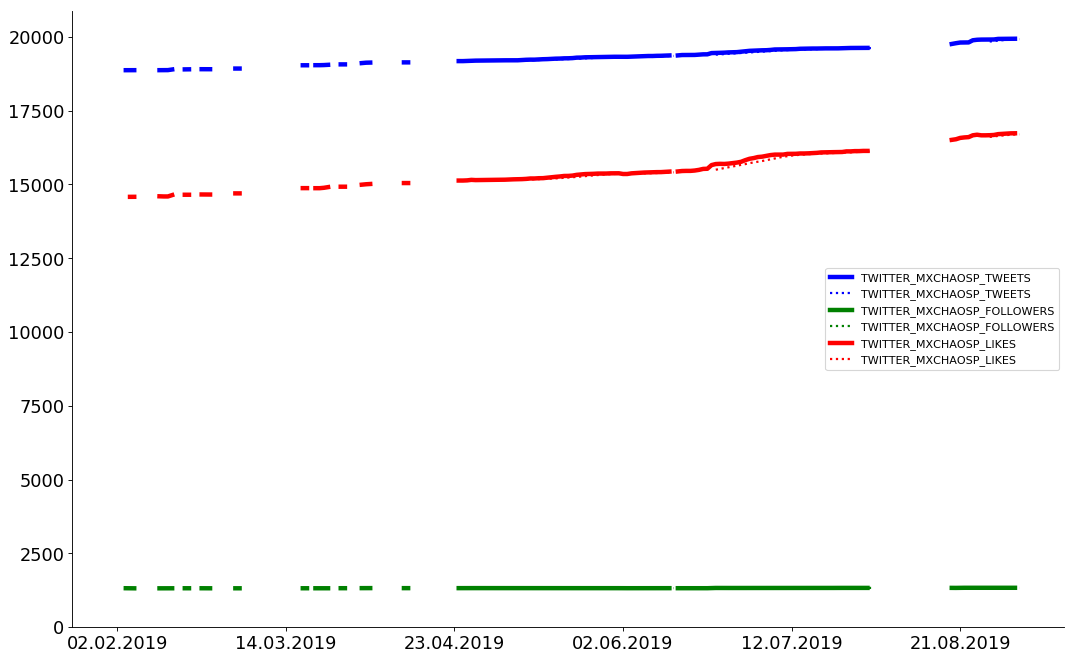 20000
17500
15000
12500
10000
7500
5000
2500
0
TWITTER_MXCHAOSP_TWEETS
TWITTER_MXCHAOSP_TWEETS
TWITTER_MXCHAOSP_FOLLOWERS
TWITTER_MXCHAOSP_FOLLOWERS
TWITTER_MXCHAOSP_LIKES
TWITTER_MXCHAOSP_LIKES
02.02.2019 14.03.2019 23.04.2019 02.06.2019 12.07.2019 21.08.2019